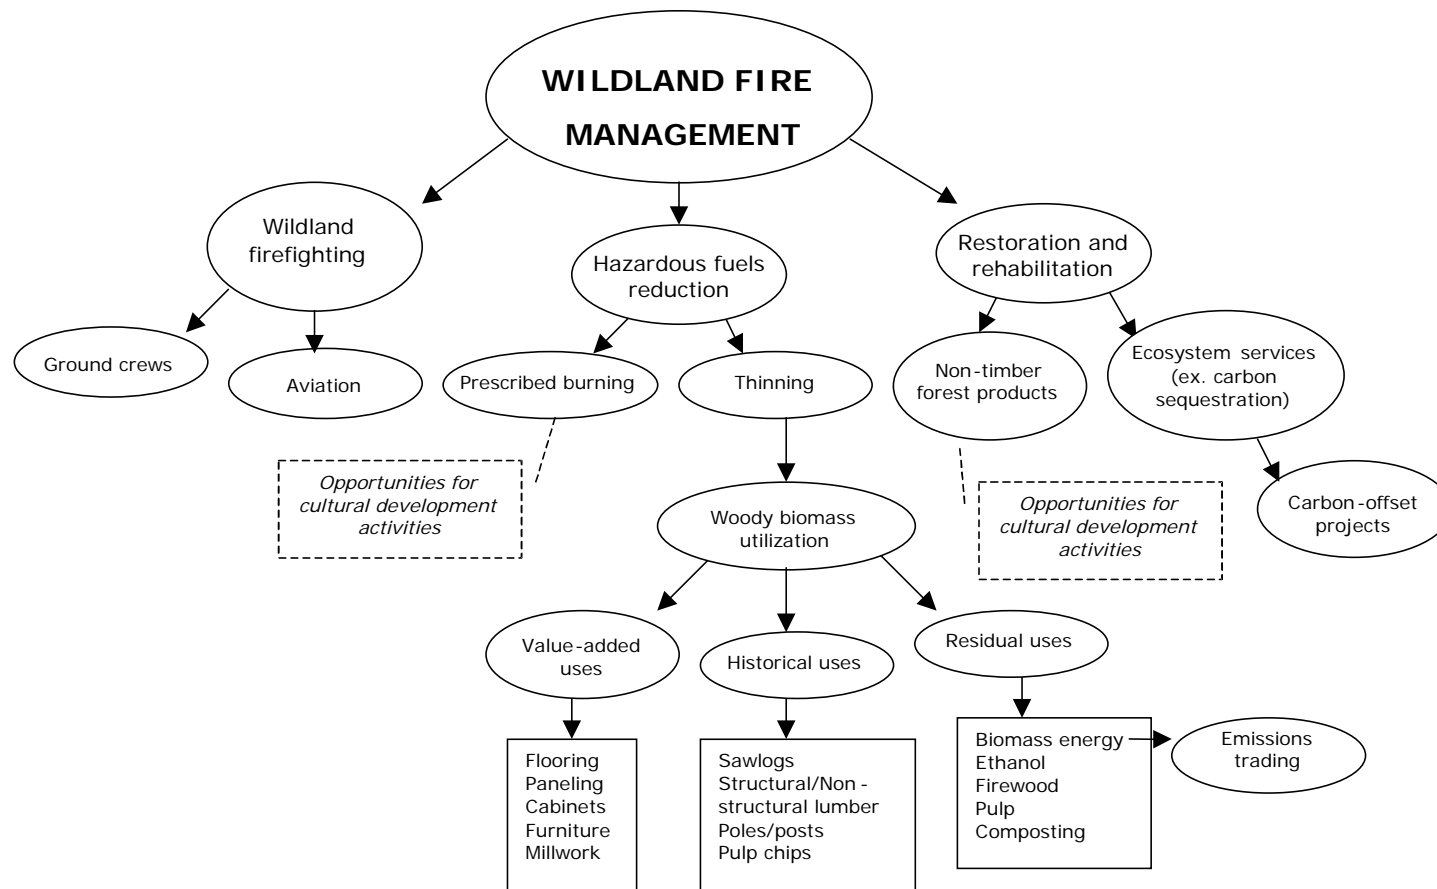 WILDLAND FIRE
MANAGEMENT
Wildland
firefighting
Hazardous fuels
reduction
Restoration and
rehabilitation
Ground crews
Aviation
Prescribed burning
Thinning
Non-timber
forest products
Ecosystem services
(ex. carbon
sequestration)
Opportunities for
cultural development
activities
Woody biomass
utilization
Opportunities for
cultural development
activities
Carbon-offset
projects
Value-added
uses
Historical uses
Residual uses
Flooring
Paneling
Cabinets
Furniture
Millwork
Sawlogs
Structural/Non-
structural lumber
Poles/posts
Pulp chips
Biomass energy
Ethanol
Firewood
Pulp
Composting
Emissions
trading